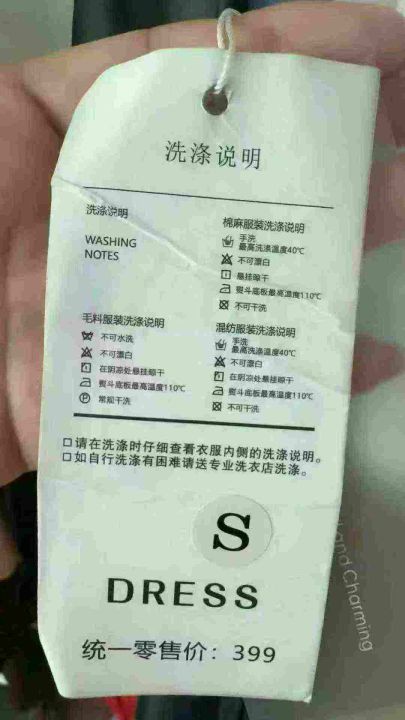 洗涤说明
洗涤说明
WASHING
NOTES
棉麻服装洗涤说明
手洗
最高洗涤温度40℃
不可漂白
悬挂晾干
熨斗底板最高温度110℃
不可干洗
毛料服装洗涤说明
不可水洗
不可漂白
在阴凉处悬挂晾干
熨斗底板最高温度110℃
常规干洗
混纺服装洗涤说明
手洗
最高洗涤温度40℃
不可漂白
在阴凉处悬挂晾干
熨斗底板最高温度110℃
不可干洗
□请在洗涤时仔细查看衣服内侧的洗涤说明。
□如自行洗涤有困难请送专业洗衣店洗涤。
S
DRESS
统一零售价：399
and Charming